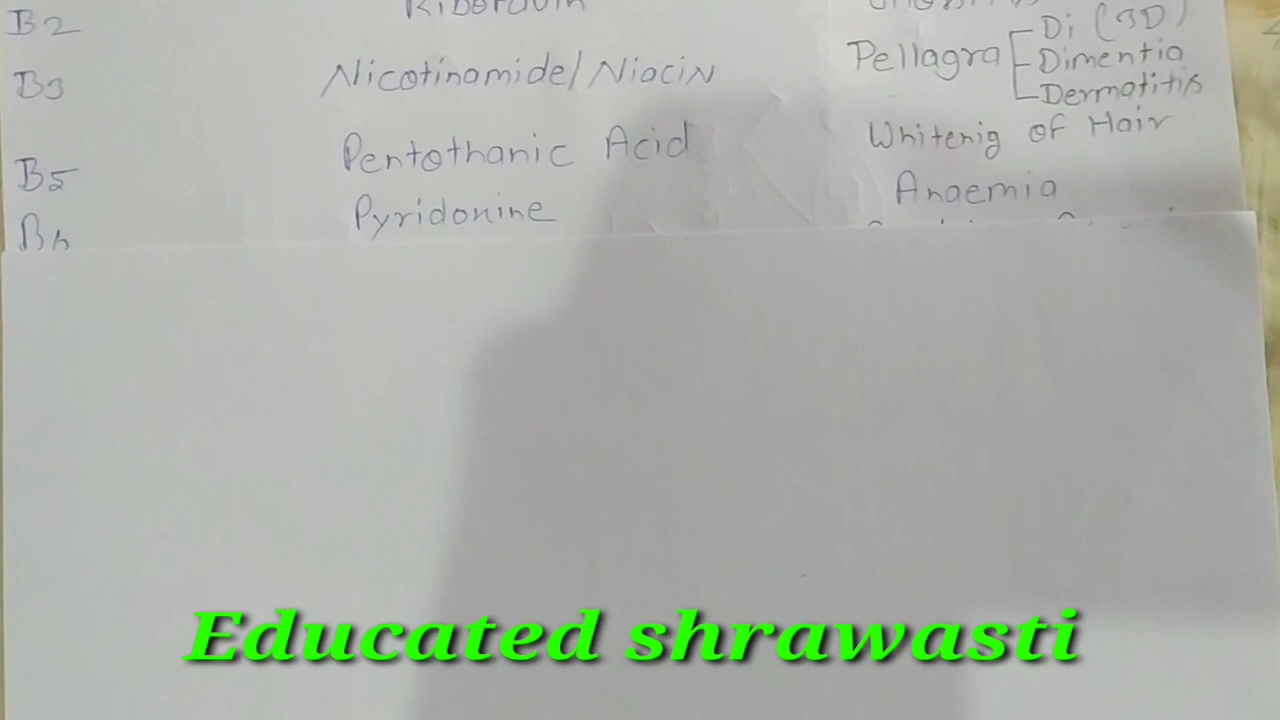 B2
Di (3D)
B3 Nicotinamide/Niacin Pellagra Dimentia
Dermatitis
B5 Pentothanic Acid Whitenig of Hair
B6 Pyridonine Anaemia
Educated shrawasti